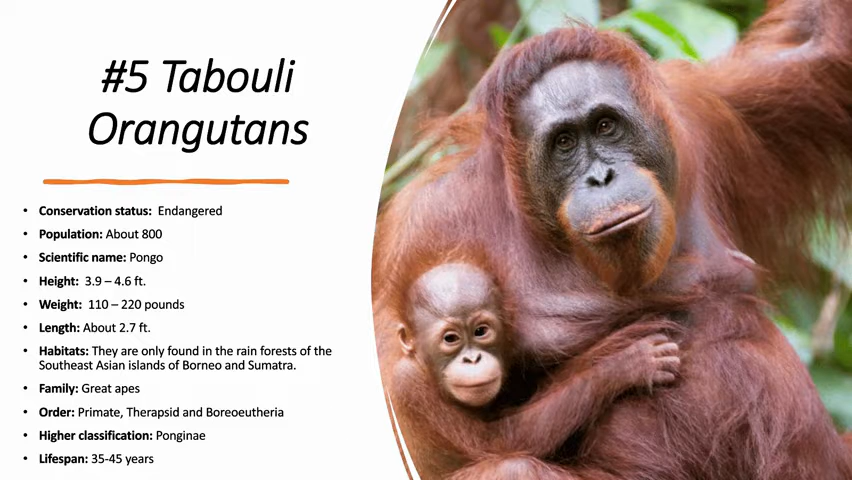 #5 Tabouli
Orangutans
• Conservation status: Endangered
• Population: About 800
• Scientific name: Pongo
• Height: 3.9 – 4.6 ft.
• Weight: 110 – 220 pounds
• Length: About 2.7 ft.
• Habitats: They are only found in the rain forests of the
Southeast Asian islands of Borneo and Sumatra.
• Family: Great apes
• Order: Primate, Therapsid and Boreoeutheria
• Higher classification: Ponginae
• Lifespan: 35-45 years